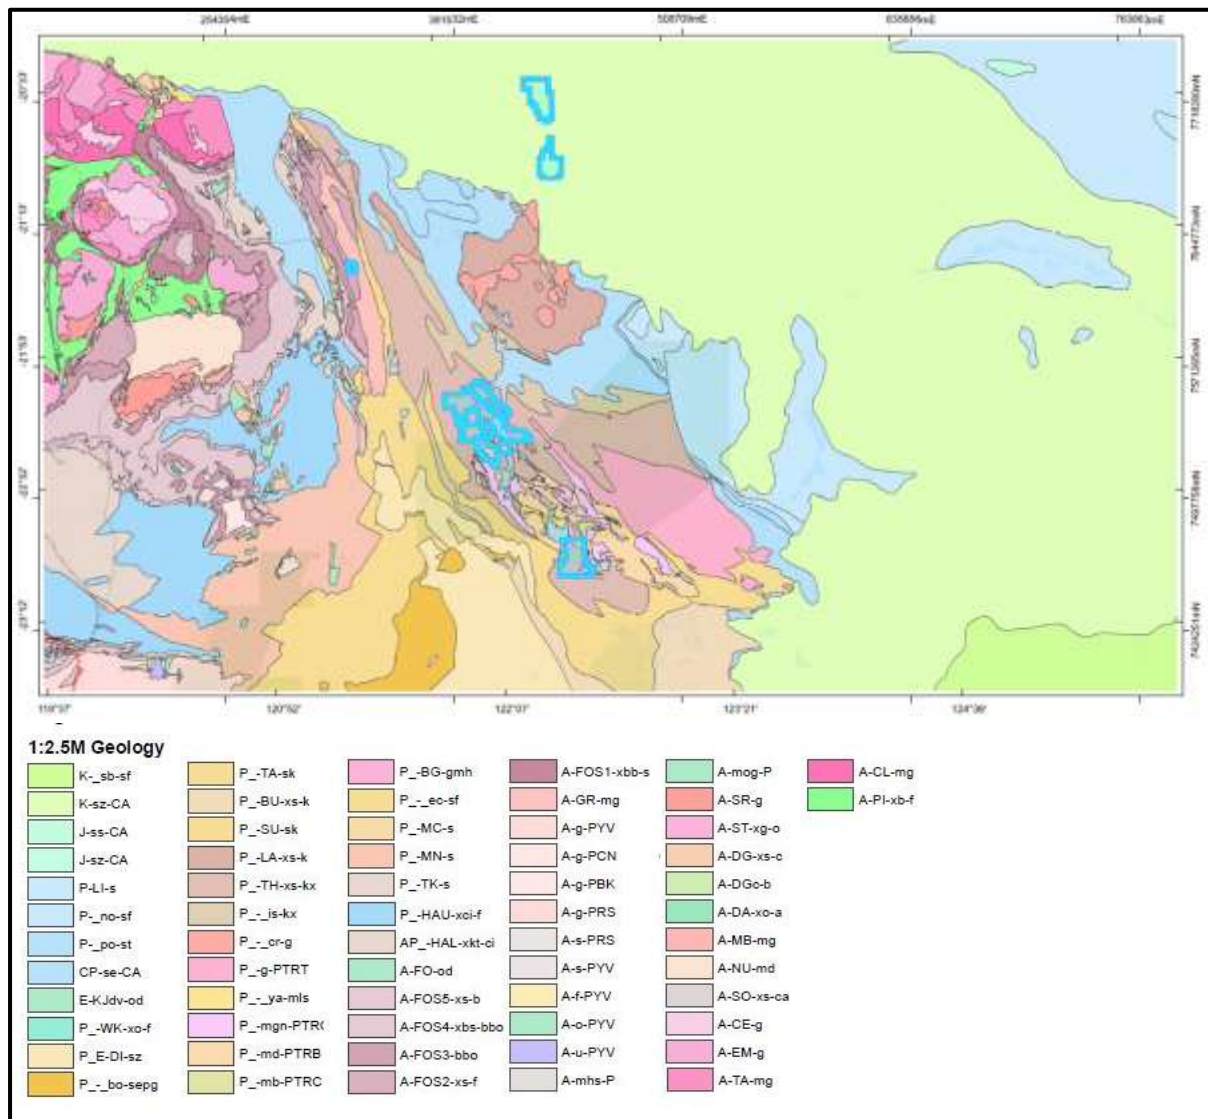 381532mE
508709mE
763063mE
119°37'
120°52'
122°07'
123°21'
124°36'
1:2.5M Geology
K-_sb-sf
K-sz-CA
J-ss-CA
J-sz-CA
P-LI-s
P-_no-sf
P-_po-st
CP-se-CA
E-KJdv-od
P_-WK-xo-f
P_E-DI-sz
P_-_bo-sepg
P_-TA-sk
P_-BU-xs-k
P_-SU-sk
P_-LA-xs-k
P_-TH-xs-kx
P_-_is-kx
P_-_cr-g
P_-g-PTRT
P_-_ya-mls
P_-mgn-PTRC
P_-md-PTRB
P_-mb-PTRC
P_-BG-gmh
P_-_ec-sf
P_-MC-s
P_-MN-s
P_-TK-s
P_-HAU-xci-f
AP_-HAL-xkt-ci
A-FO-od
A-FOS5-xs-b
A-FOS4-xbs-bbo
A-FOS3-bbo
A-FOS2-xs-f
A-FOS1-xbb-s
A-GR-mg
A-g-PYV
A-g-PCN
A-g-PBK
A-g-PRS
A-s-PRS
A-s-PYV
A-f-PYV
A-o-PYV
A-u-PYV
A-mhs-P
A-mog-P
A-SR-g
A-ST-xg-o
A-DG-xs-c
A-DGc-b
A-DA-xo-a
A-MB-mg
A-NU-md
A-SO-xs-ca
A-CE-g
A-EM-g
A-TA-mg
A-CL-mg
A-PI-xb-f